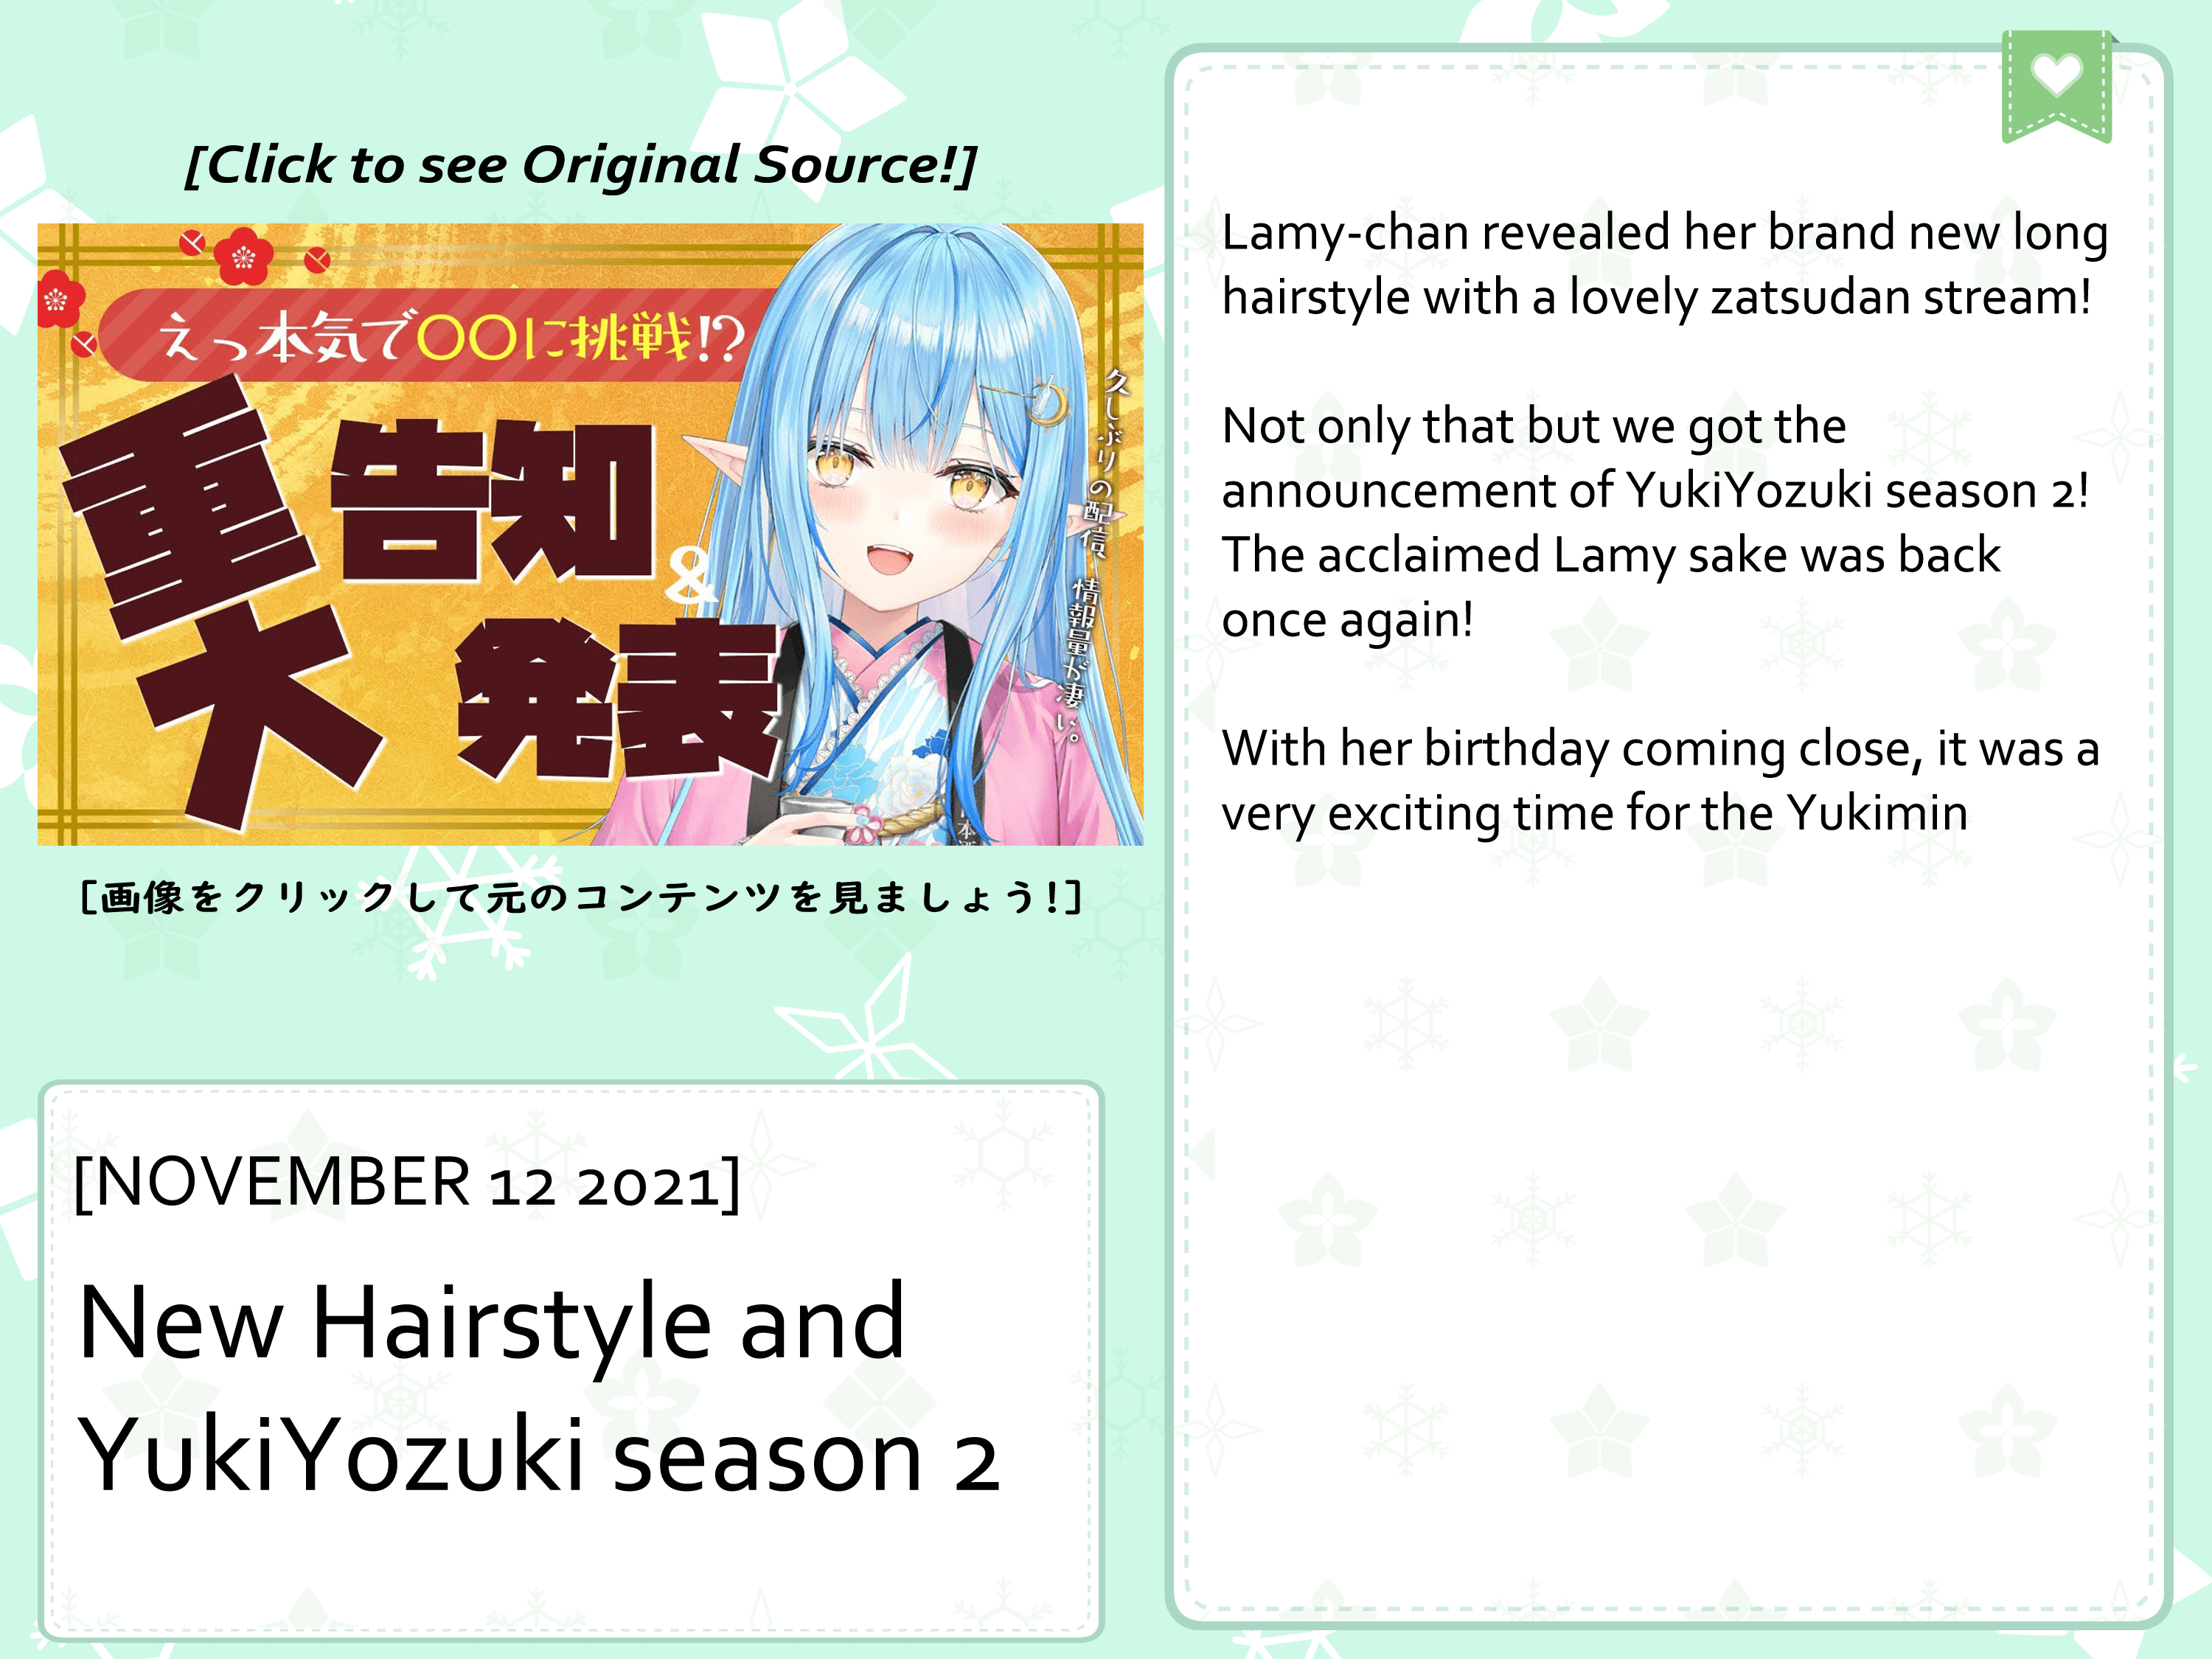 [Click to see Original Source!]
えっ本気で〇〇に挑戦!?
重大
告知
&
発表
久しぶりの配信、情報量が凄い。
[画像をクリックして元のコンテンツを見ましょう!]
[NOVEMBER 12 2021]
New Hairstyle and
YukiYozuki season 2
Lamy-chan revealed her brand new long
hairstyle with a lovely zatsudan stream!
Not only that but we got the
announcement of YukiYozuki season 2!
The acclaimed Lamy sake was back
once again!
With her birthday coming close, it was a
very exciting time for the Yukimin